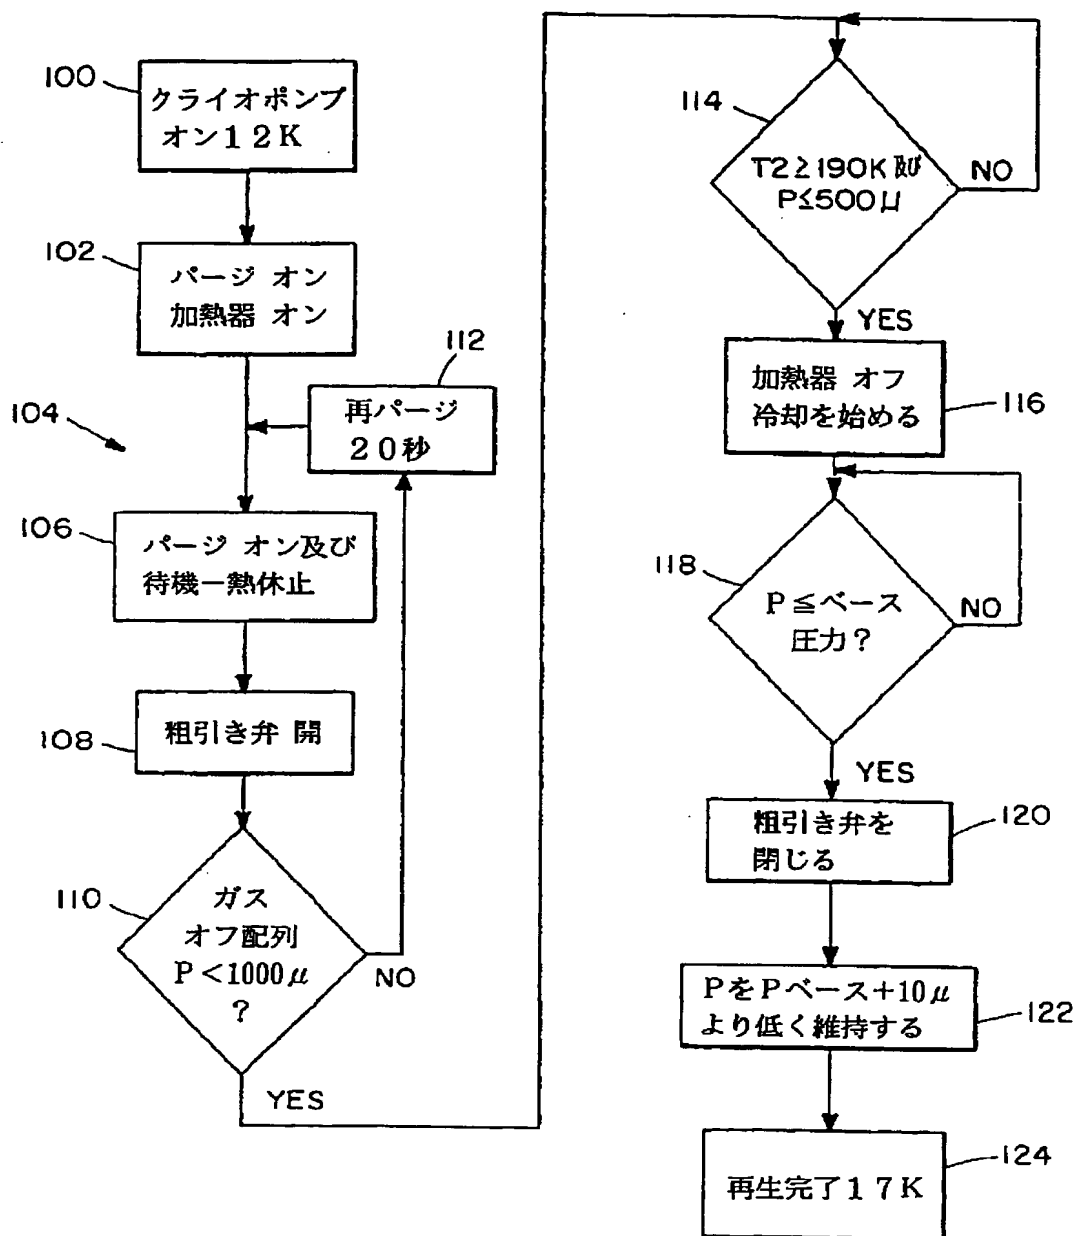 100
クライオポンプ
オン12K
102
パージ オン
加熱器 オン
104
112
再パージ
20秒
106
パージ オン及び
待機－熱休止
108
粗引き弁 開
110
ガス
オフ配列
P<1000μ
?
NO
YES
114
T2≥190K 及び
P≤500μ
NO
YES
加熱器 オフ
冷却を始める
116
118
P≦ベース
圧力？
NO
YES
粗引き弁を
閉じる
120
PをPベース+10μ
より低く維持する
122
再生完了17K
124